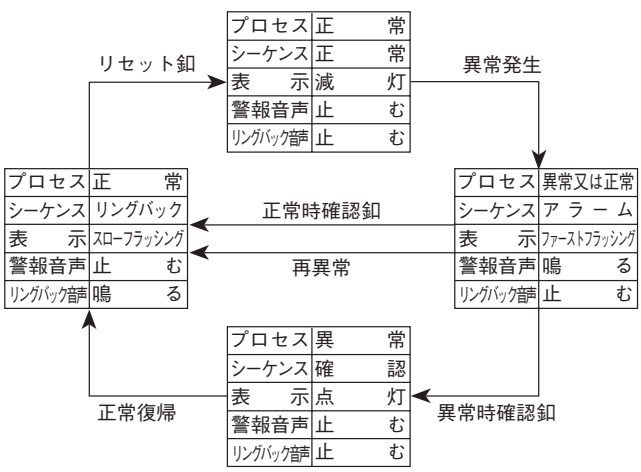 プロセス 正常
シーケンス 正常
表示 減灯
警報音声 止む
リングバック音声 止む
リセット釦
異常発生
プロセス 正常
シーケンス リングバック
表示 スローフラッシング
警報音声 止む
リングバック音声 鳴る
正常時確認釦
再異常
プロセス 異常又は正常
シーケンス アラーム
表示 ファーストフラッシング
警報音声 鳴る
リングバック音声 止む
プロセス 異常
シーケンス 確認
表示 点灯
警報音声 止む
リングバック音声 止む
正常復帰
異常時確認釦